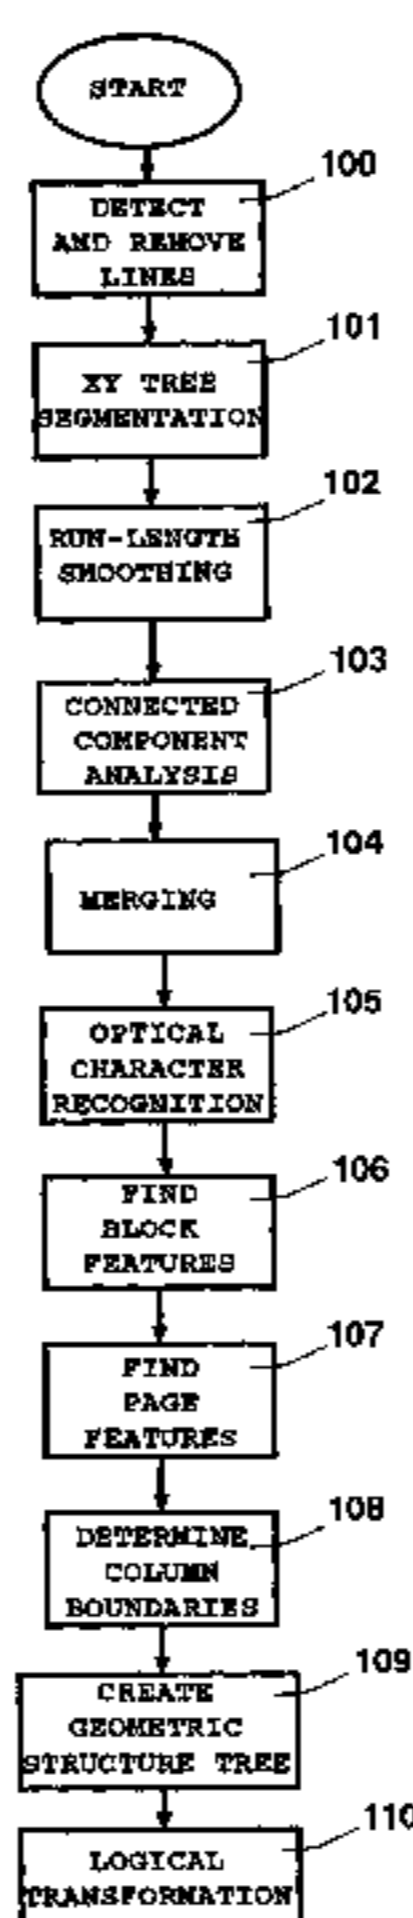 START
100
DETECT
AND REMOVE
LINES
101
XY TREE
SEGMENTATION
102
RUN-LENGTH
SMOOTHING
103
CONNECTED
COMPONENT
ANALYSIS
104
MERGING
105
OPTICAL
CHARACTER
RECOGNITION
106
FIND
BLOCK
FEATURES
107
FIND
PAGE
FEATURES
108
DETERMINE
COLUMN
BOUNDARIES
109
CREATE
GEOMETRIC
STRUCTURE TREE
110
LOGICAL
TRANSFORMATION